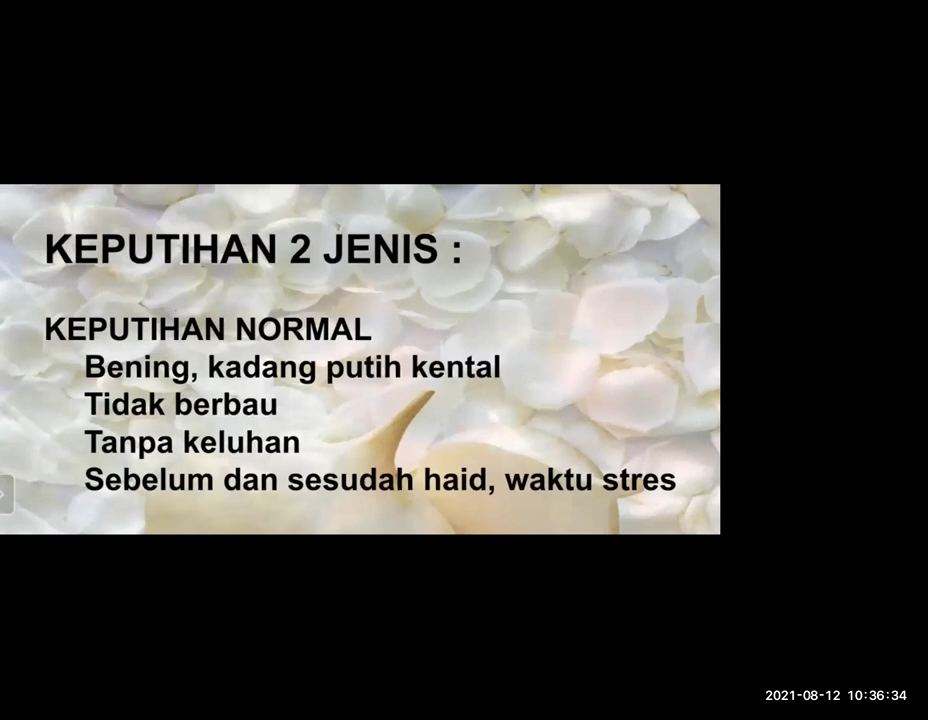 KEPUTIHAN 2 JENIS :
KEPUTIHAN NORMAL
Bening, kadang putih kental
Tidak berbau
Tanpa keluhan
Sebelum dan sesudah haid, waktu stres
2021-08-12 10:36:34